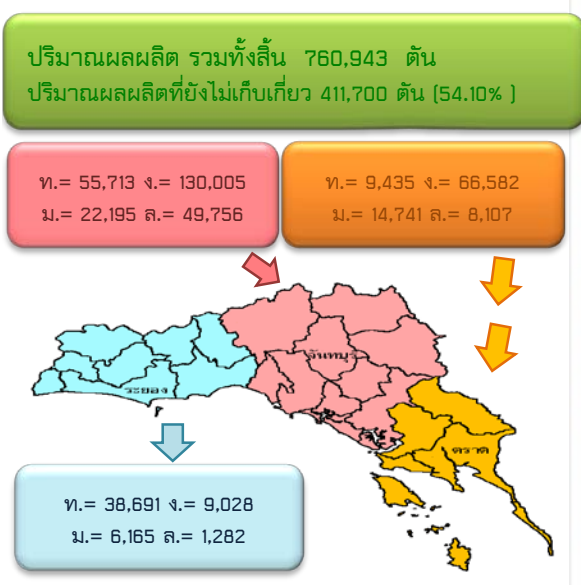 ปริมาณผลผลิต รวมทั้งสิ้น 760,943 ตัน
ปริมาณผลผลิตที่ยังไม่เก็บเกี่ยว 411,700 ตัน (54.10% )
ท.= 55,713 ง.= 130,005
ม.= 22,195 ล.= 49,756
ท.= 9,435 ง.= 66,582
ม.= 14,741 ล.= 8,107
จันทบุรี
ระยอง
ตราด
ท.= 38,691 ง.= 9,028
ม.= 6,165 ล.= 1,282